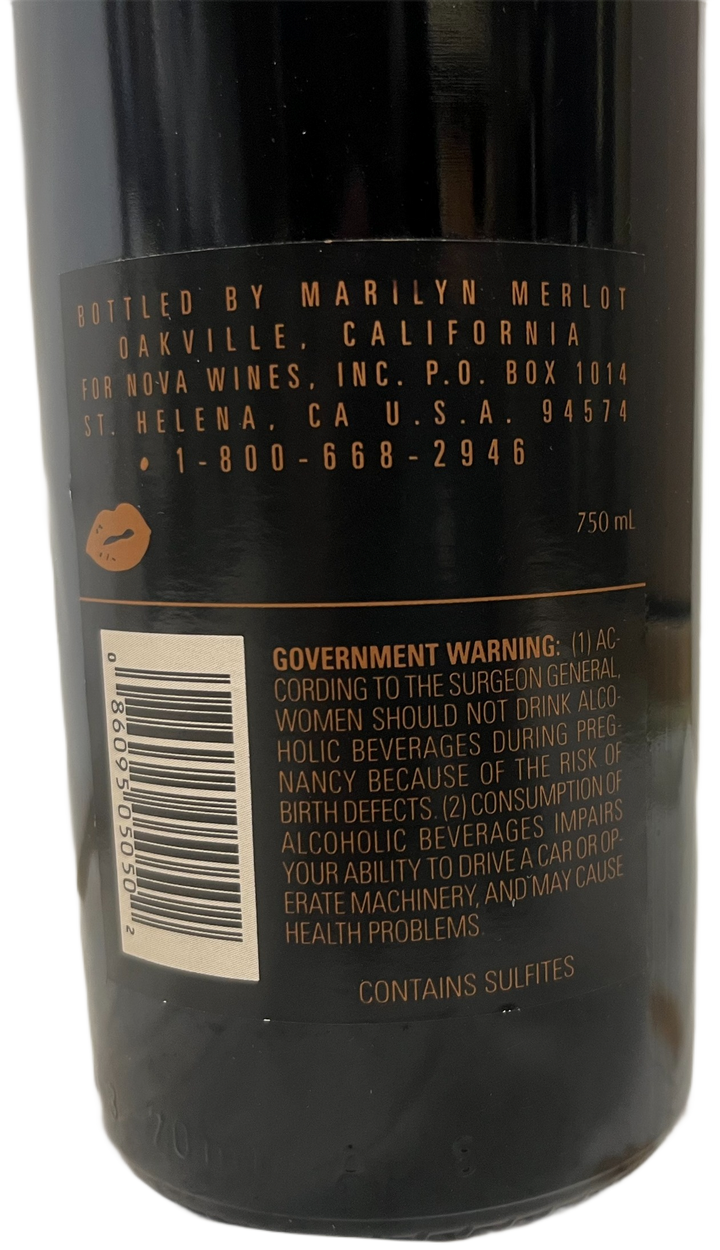 BOTTLED BY MARILYN MERLOT
OAKVILLE, CALIFORNIA
FOR NOVA WINES, INC. P.O. BOX 1014
ST. HELENA, CA U.S.A. 94574
• 1-800-668-2946
750 mL
GOVERNMENT WARNING: (1) AC-
CORDING TO THE SURGEON GENERAL,
WOMEN SHOULD NOT DRINK ALCO-
HOLIC BEVERAGES DURING PREG-
NANCY BECAUSE OF THE RISK OF
BIRTH DEFECTS. (2) CONSUMPTION OF
ALCOHOLIC BEVERAGES IMPAIRS
YOUR ABILITY TO DRIVE A CAR OR OP-
ERATE MACHINERY, AND MAY CAUSE
HEALTH PROBLEMS.
CONTAINS SULFITES
0 86095 05050 2